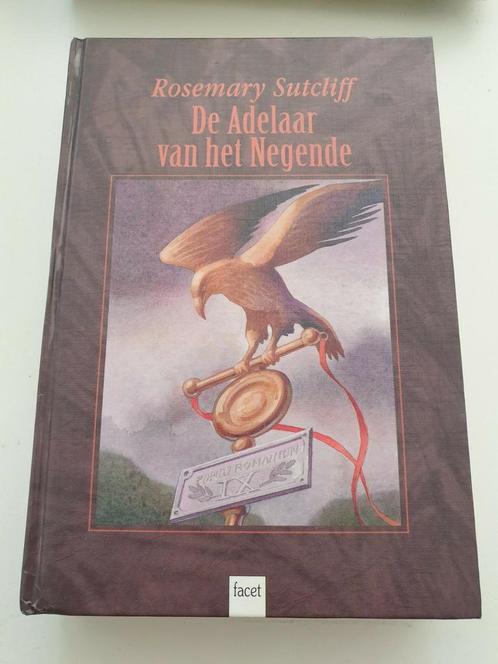 Rosemary Sutcliff
De Adelaar
van het Negende
IX
facet